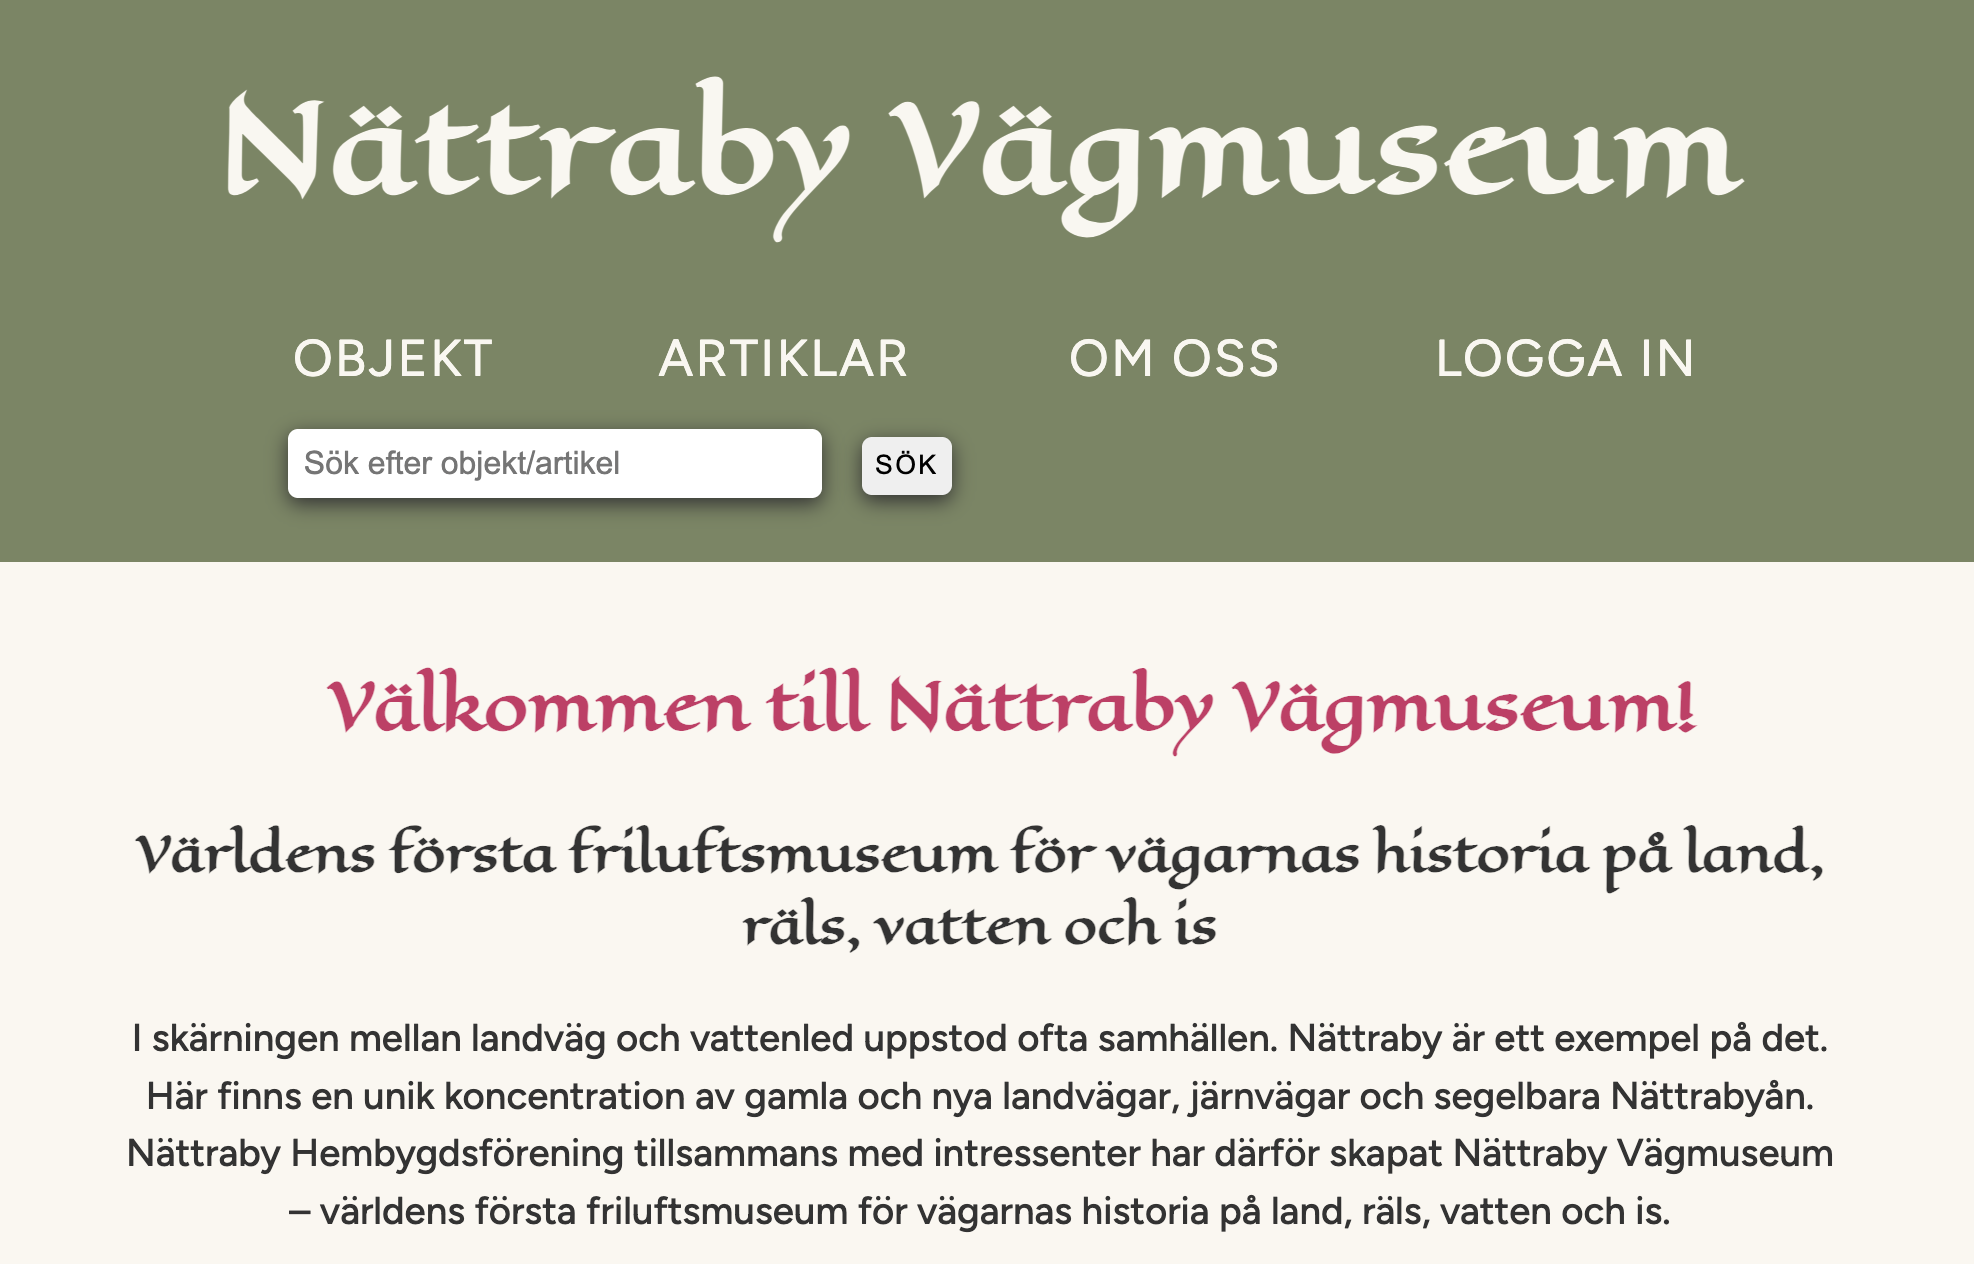 Nättraby Vägmuseum
OBJEKT ARTIKLAR OM OSS LOGGA IN
Sök efter objekt/artikel SÖK
Välkommen till Nättraby Vägmuseum!
Världens första friluftsmuseum för vägarnas historia på land,
räls, vatten och is
I skärningen mellan landväg och vattenled uppstod ofta samhällen. Nättraby är ett exempel på det.
Här finns en unik koncentration av gamla och nya landvägar, järnvägar och segelbara Nättrabyån.
Nättraby Hembygdsförening tillsammans med intressenter har därför skapat Nättraby Vägmuseum
– världens första friluftsmuseum för vägarnas historia på land, räls, vatten och is.